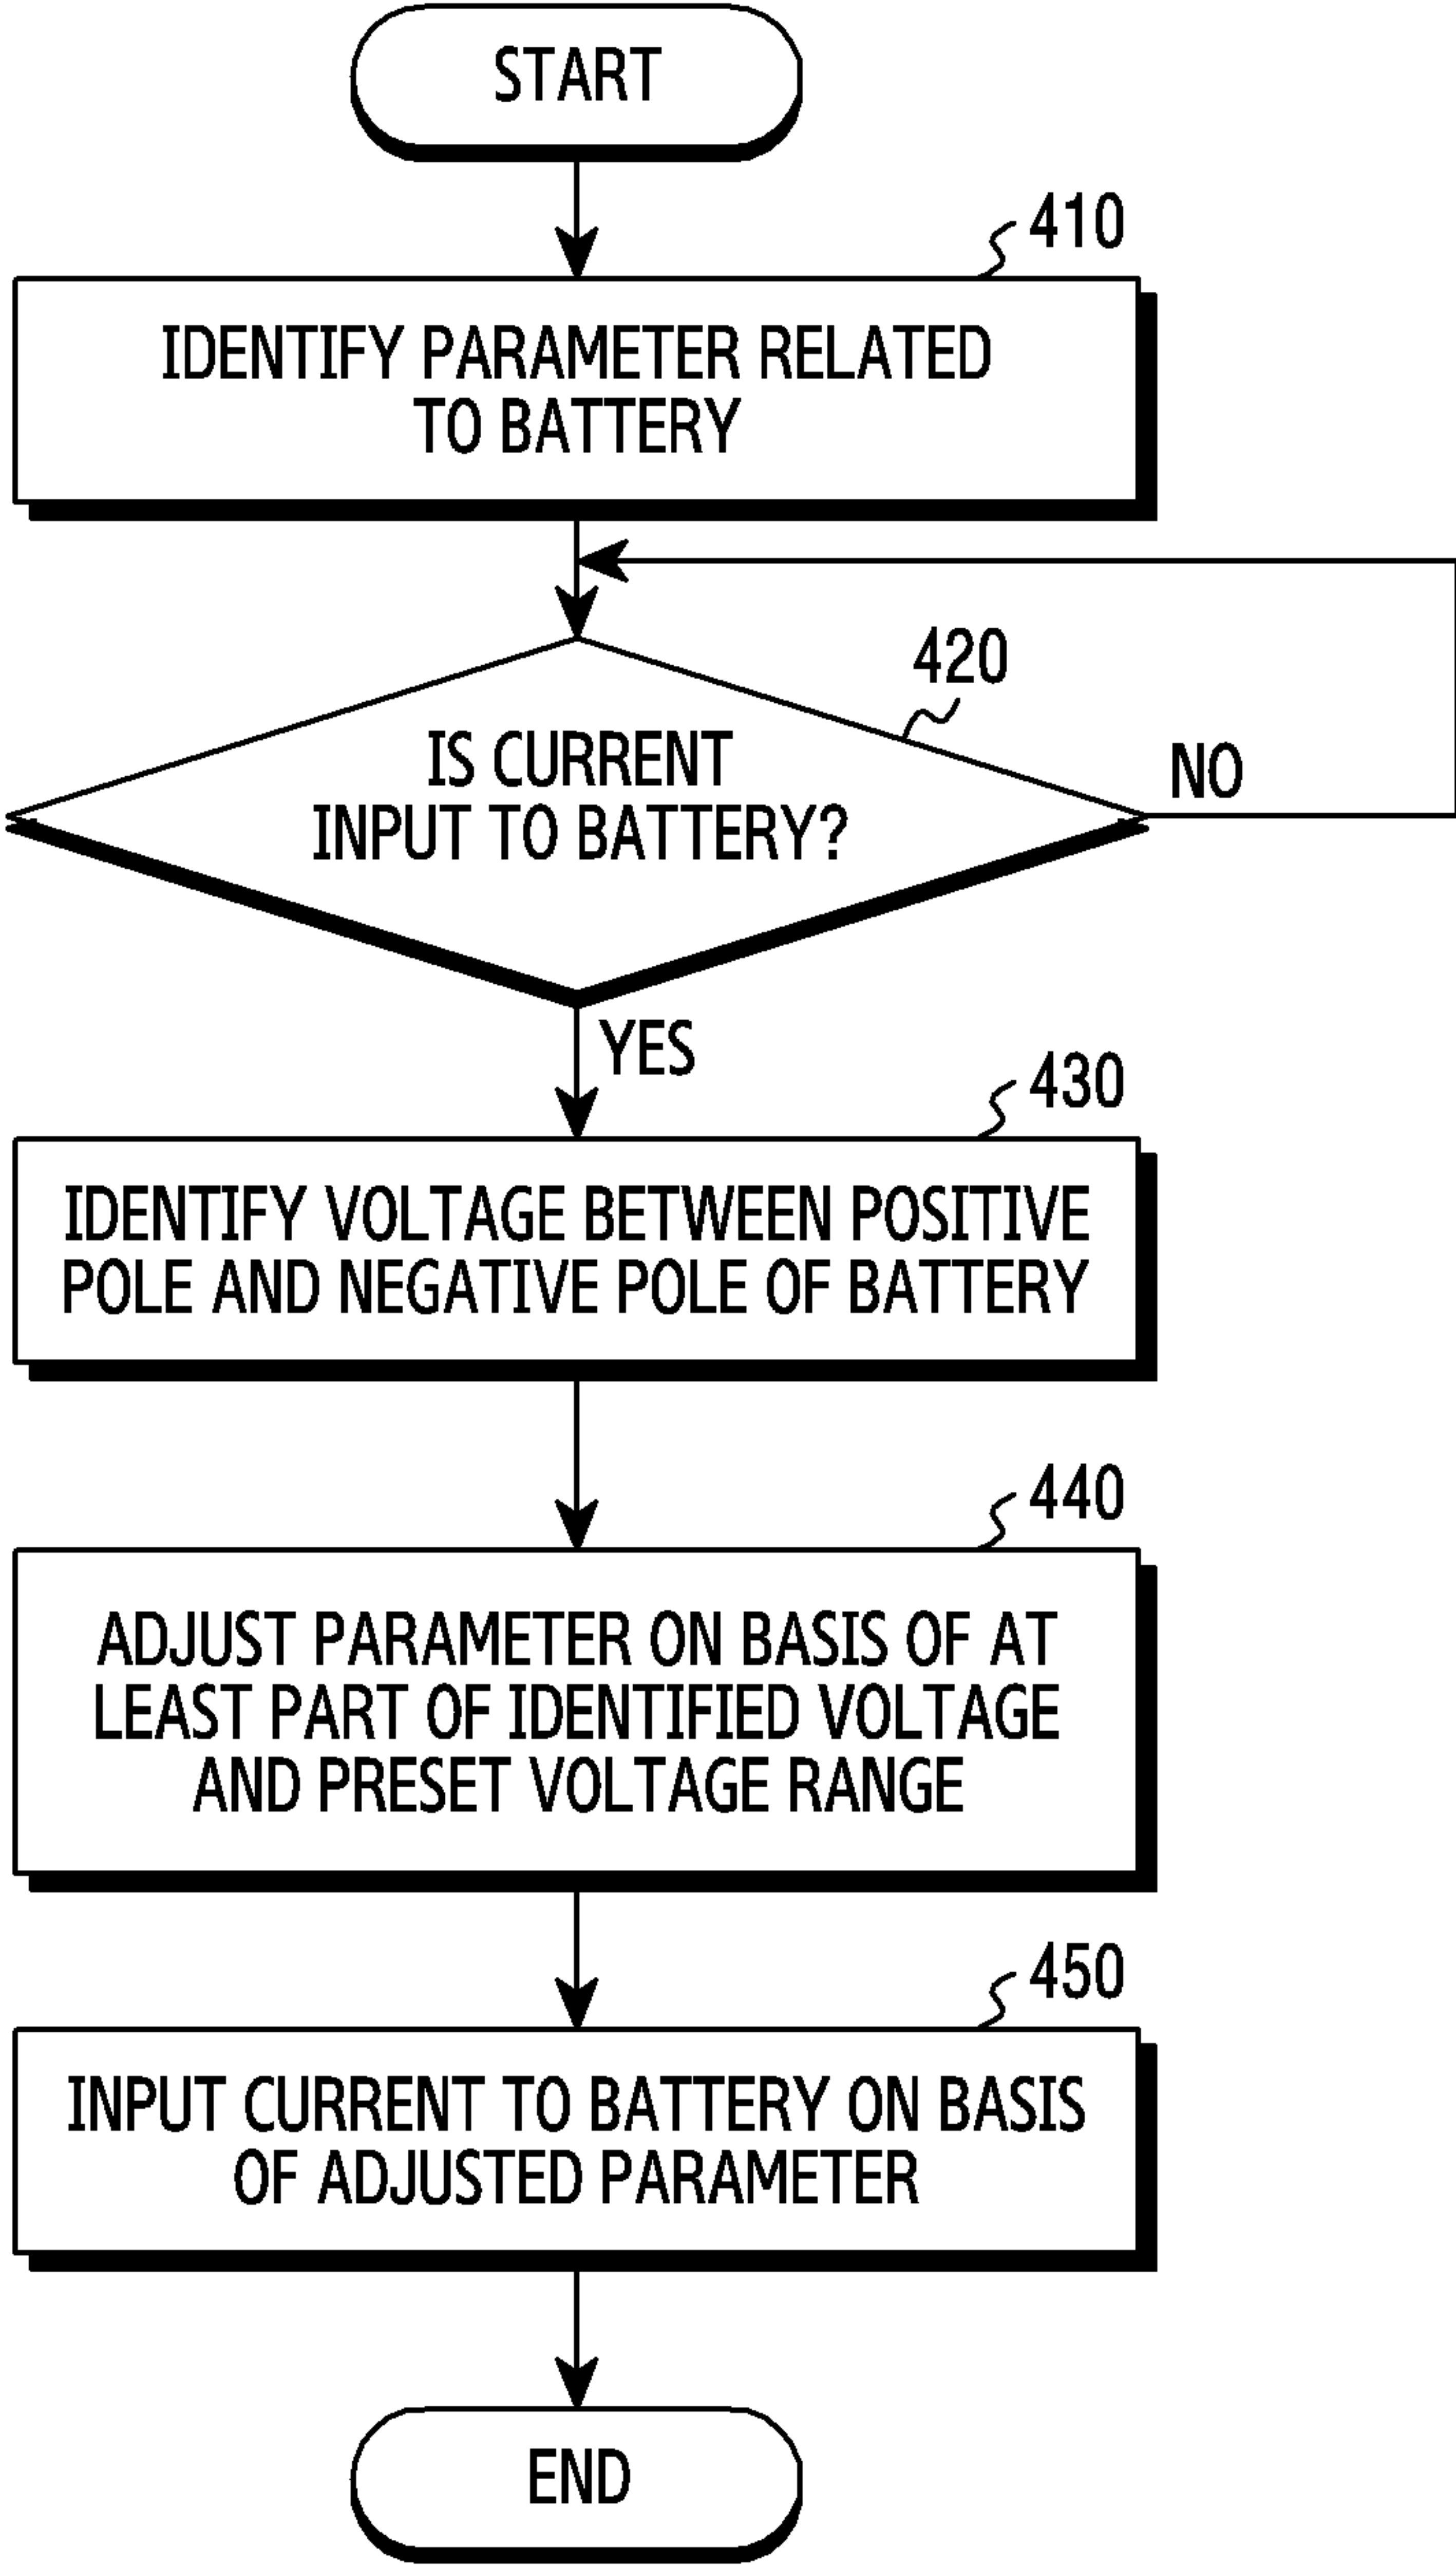 START
410
IDENTIFY PARAMETER RELATED
TO BATTERY
420
IS CURRENT
INPUT TO BATTERY?
NO
YES
430
IDENTIFY VOLTAGE BETWEEN POSITIVE
POLE AND NEGATIVE POLE OF BATTERY
440
ADJUST PARAMETER ON BASIS OF AT
LEAST PART OF IDENTIFIED VOLTAGE
AND PRESET VOLTAGE RANGE
450
INPUT CURRENT TO BATTERY ON BASIS
OF ADJUSTED PARAMETER
END